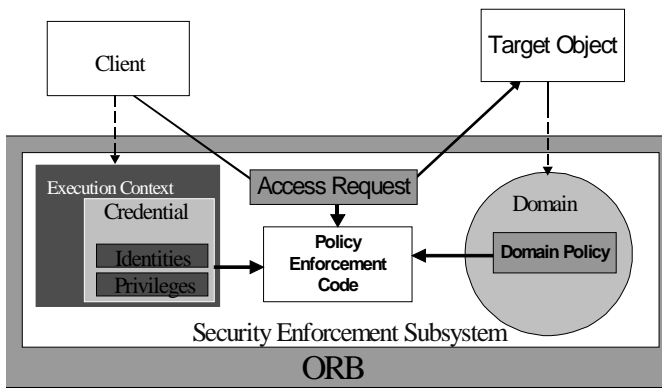 Client
Target Object
Execution Context
Access Request
Credential
Domain
Identities
Privileges
Policy
Enforcement
Code
Domain Policy
Security Enforcement Subsystem
ORB